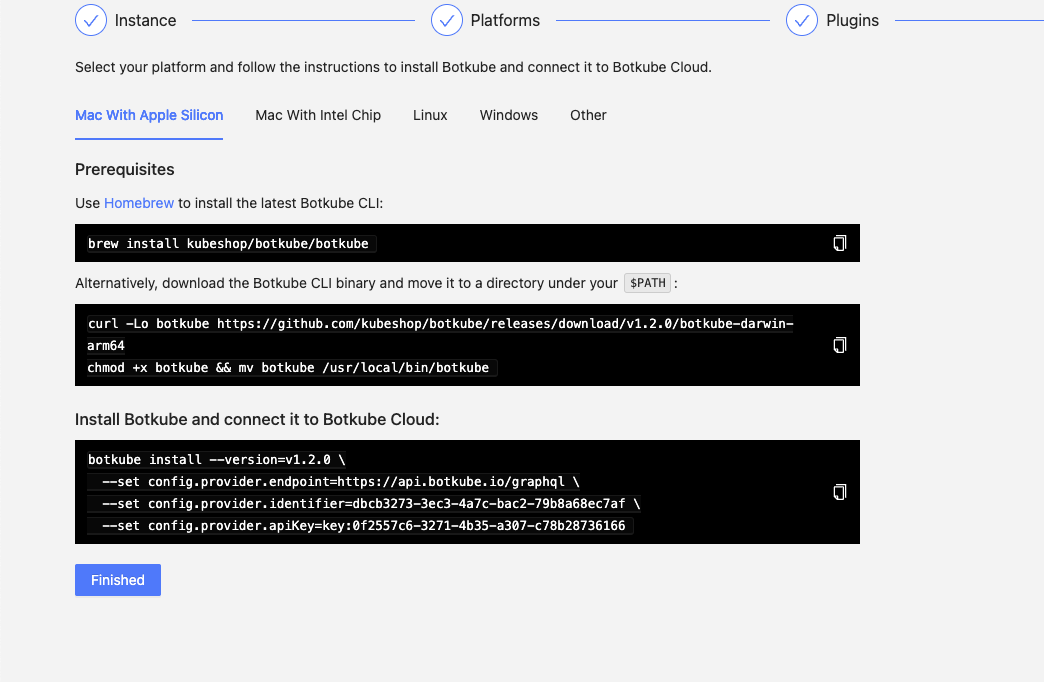 Instance
Platforms
Plugins
Select your platform and follow the instructions to install Botkube and connect it to Botkube Cloud.
Mac With Apple Silicon
Mac With Intel Chip
Linux
Windows
Other
Prerequisites
Use Homebrew to install the latest Botkube CLI:
brew install kubeshop/botkube/botkube
Alternatively, download the Botkube CLI binary and move it to a directory under your $PATH :
curl -Lo botkube https://github.com/kubeshop/botkube/releases/download/v1.2.0/botkube-darwin-
arm64
chmod +x botkube && mv botkube /usr/local/bin/botkube
Install Botkube and connect it to Botkube Cloud:
botkube install --version=v1.2.0 \
--set config.provider.endpoint=https://api.botkube.io/graphql \
--set config.provider.identifier=dbcb3273-3ec3-4a7c-bac2-79b8a68ec7af \
--set config.provider.apiKey=key:0f2557c6-3271-4b35-a307-c78b28736166
Finished